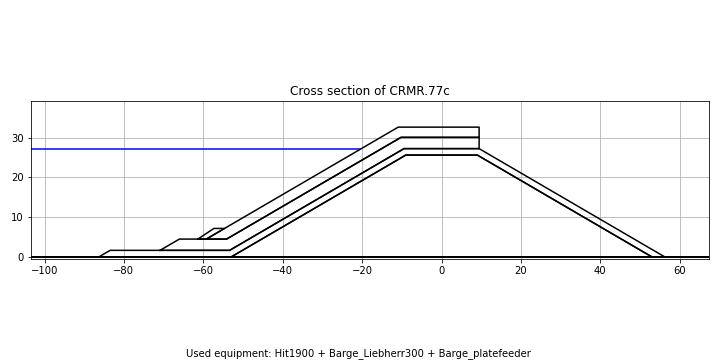 Cross section of CRMR.77c
30
20
10
0
−100 −80 −60 −40 −20 0 20 40 60
Used equipment: Hit1900 + Barge_Liebherr300 + Barge_platefeeder